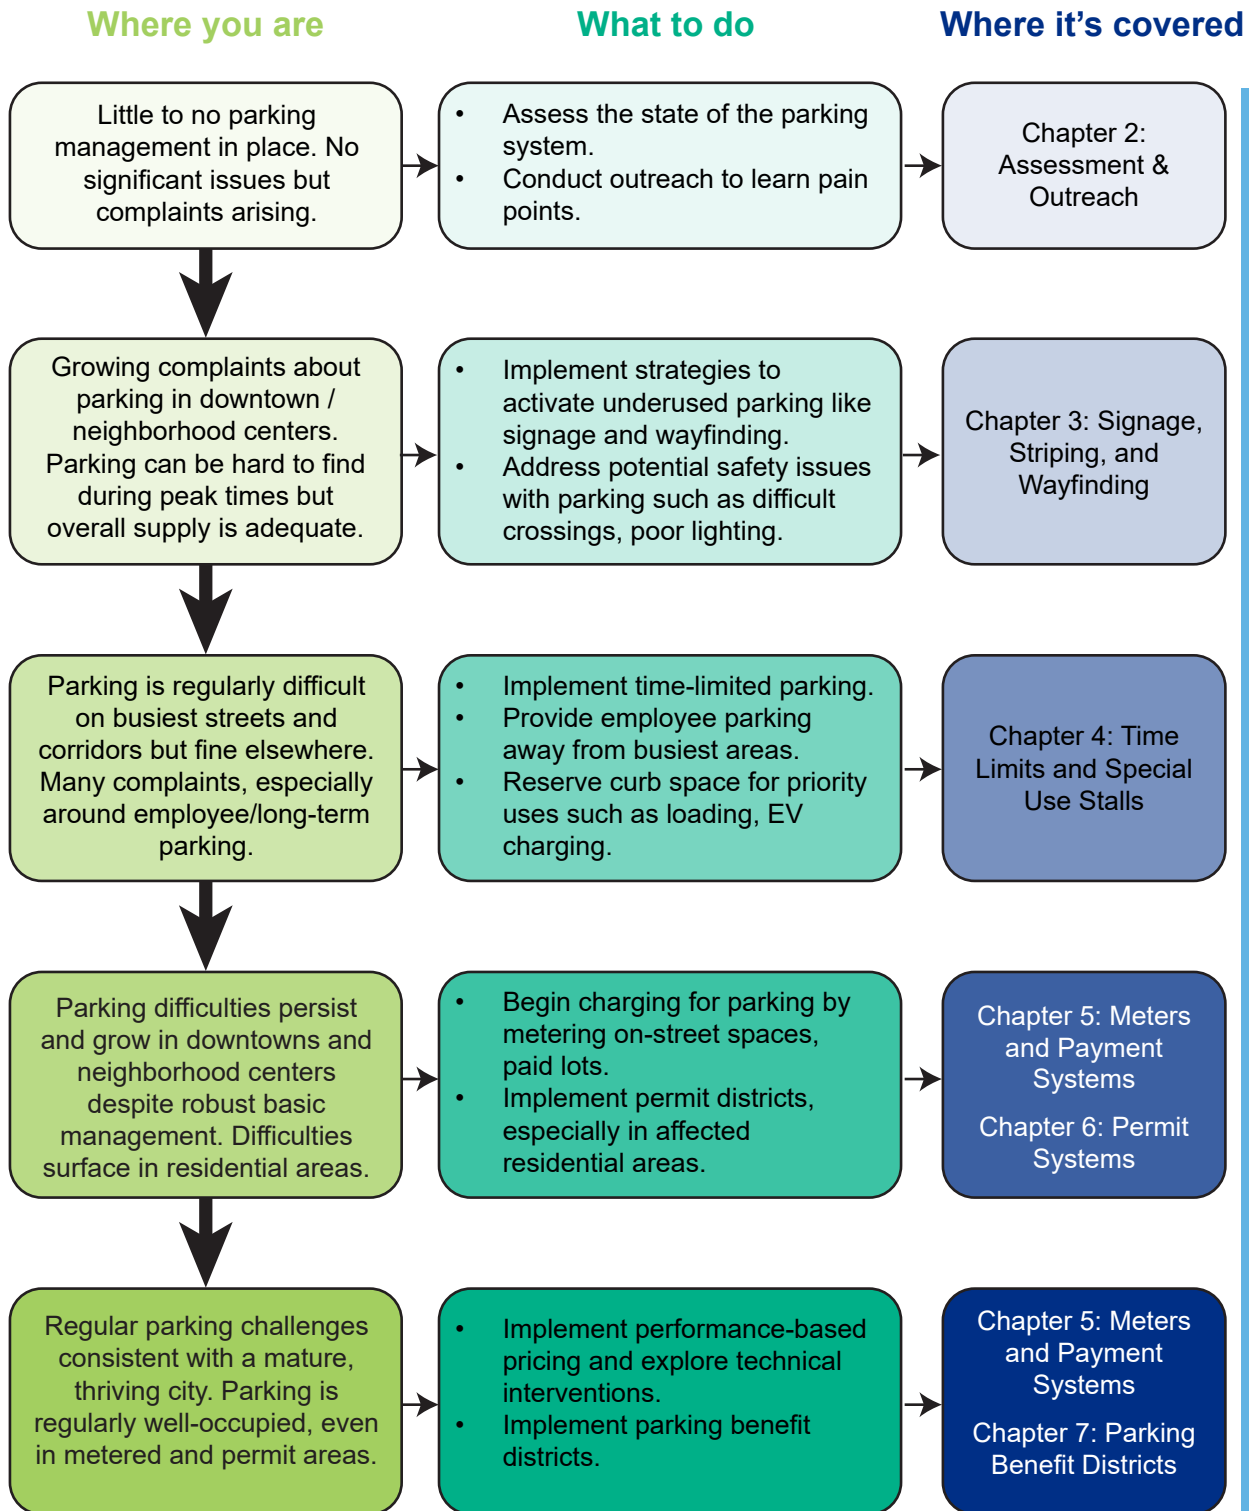 Where you are
What to do
Where it's covered
Little to no parking
management in place. No
significant issues but
complaints arising.
• Assess the state of the parking
system.
• Conduct outreach to learn pain
points.
Chapter 2:
Assessment &
Outreach
Growing complaints about
parking in downtown /
neighborhood centers.
Parking can be hard to find
during peak times but
overall supply is adequate.
• Implement strategies to
activate underused parking like
signage and wayfinding.
• Address potential safety issues
with parking such as difficult
crossings, poor lighting.
Chapter 3: Signage,
Striping, and
Wayfinding
Parking is regularly difficult
on busiest streets and
corridors but fine elsewhere.
Many complaints, especially
around employee/long-term
parking.
• Implement time-limited parking.
• Provide employee parking
away from busiest areas.
• Reserve curb space for priority
uses such as loading, EV
charging.
Chapter 4: Time
Limits and Special
Use Stalls
Parking difficulties persist
and grow in downtowns and
neighborhood centers
despite robust basic
management. Difficulties
surface in residential areas.
• Begin charging for parking by
metering on-street spaces,
paid lots.
• Implement permit districts,
especially in affected
residential areas.
Chapter 5: Meters
and Payment
Systems
Chapter 6: Permit
Systems
Regular parking challenges
consistent with a mature,
thriving city. Parking is
regularly well-occupied, even
in metered and permit areas.
• Implement performance-based
pricing and explore technical
interventions.
• Implement parking benefit
districts.
Chapter 5: Meters
and Payment
Systems
Chapter 7: Parking
Benefit Districts